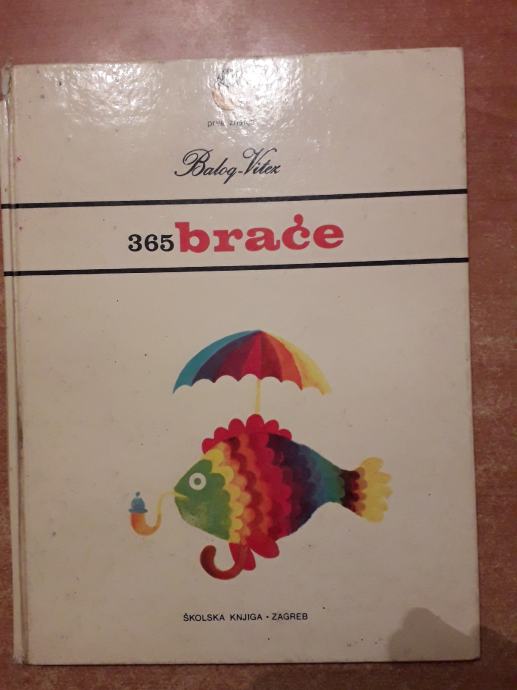 Balog-Vitez
365 braće
ŠKOLSKA KNJIGA • ZAGREB